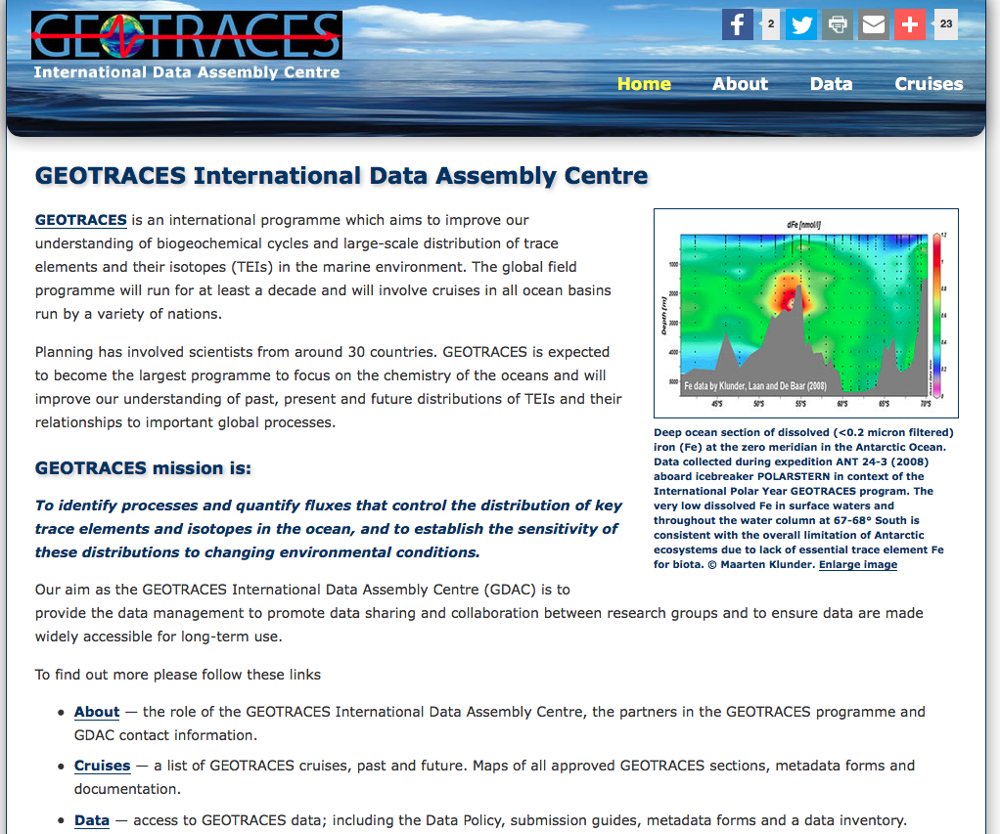 GEOTRACES
International Data Assembly Centre
2
23
Home About Data Cruises
GEOTRACES International Data Assembly Centre
GEOTRACES is an international programme which aims to improve our
understanding of biogeochemical cycles and large-scale distribution of trace
elements and their isotopes (TEIs) in the marine environment. The global field
programme will run for at least a decade and will involve cruises in all ocean basins
run by a variety of nations.
Planning has involved scientists from around 30 countries. GEOTRACES is expected
to become the largest programme to focus on the chemistry of the oceans and will
improve our understanding of past, present and future distributions of TEIs and their
relationships to important global processes.
GEOTRACES mission is:
To identify processes and quantify fluxes that control the distribution of key
trace elements and isotopes in the ocean, and to establish the sensitivity of
these distributions to changing environmental conditions.
dFe [nmol/l]
Depth [m]
1000
2000
3000
4000
5000
Fe data by Klunder, Laan and De Baar (2008)
45°S 50°S 55°S 60°S 65°S 70°S
Deep ocean section of dissolved (<0.2 micron filtered)
iron (Fe) at the zero meridian in the Antarctic Ocean.
Data collected during expedition ANT 24-3 (2008)
aboard icebreaker POLARSTERN in context of the
International Polar Year GEOTRACES program. The
very low dissolved Fe in surface waters and
throughout the water column at 67-68° South is
consistent with the overall limitation of Antarctic
ecosystems due to lack of essential trace element Fe
for biota. © Maarten Klunder. Enlarge image
Our aim as the GEOTRACES International Data Assembly Centre (GDAC) is to
provide the data management to promote data sharing and collaboration between research groups and to ensure data are made
widely accessible for long-term use.
To find out more please follow these links
• About — the role of the GEOTRACES International Data Assembly Centre, the partners in the GEOTRACES programme and
GDAC contact information.
• Cruises — a list of GEOTRACES cruises, past and future. Maps of all approved GEOTRACES sections, metadata forms and
documentation.
• Data — access to GEOTRACES data; including the Data Policy, submission guides, metadata forms and a data inventory.